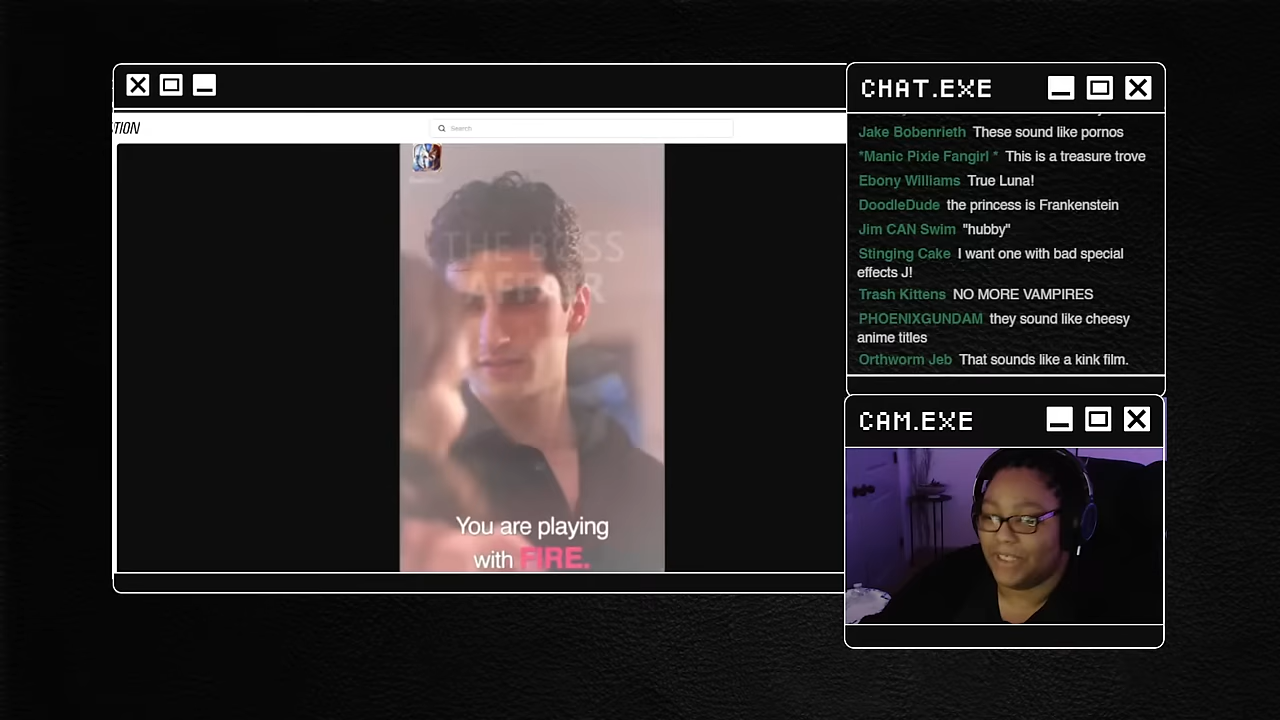 TION
Search
THE BOSS
You are playing
with FIRE.
CHAT.EXE
Jake Bobenrieth These sound like pornos
*Manic Pixie Fangirl * This is a treasure trove
Ebony Williams True Luna!
DoodleDude the princess is Frankenstein
Jim CAN Swim "hubby"
Stinging Cake I want one with bad special
effects J!
Trash Kittens NO MORE VAMPIRES
PHOENIXGUNDAM they sound like cheesy
anime titles
Orthworm Jeb That sounds like a kink film.
CAM.EXE